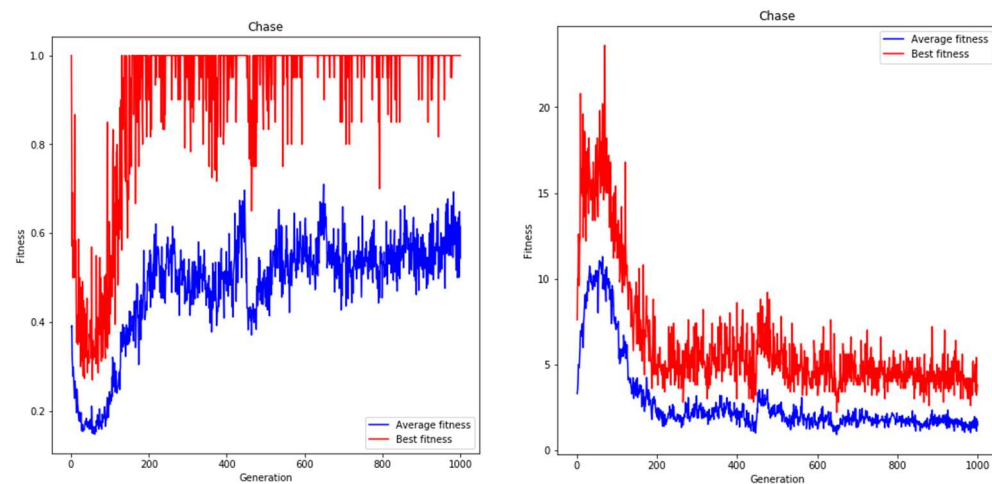 Chase
1.0
0.8
0.6
0.4
0.2
Fitness
0 200 400 600 800 1000
Generation
Average fitness
Best fitness
Chase
20
15
10
5
0
Fitness
0 200 400 600 800 1000
Generation
Average fitness
Best fitness